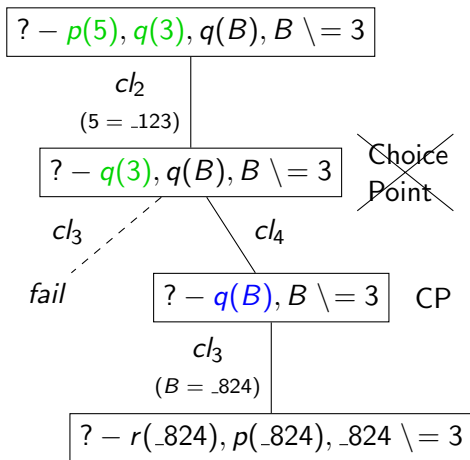 ? − p(5), q(3), q(B), B \= 3
cl₂
(5 = _123)
? − q(3), q(B), B \= 3
Choice
Point
cl₃
cl₄
fail
? − q(B), B \= 3
CP
cl₃
(B = _824)
? − r(_824), p(_824), _824 \= 3